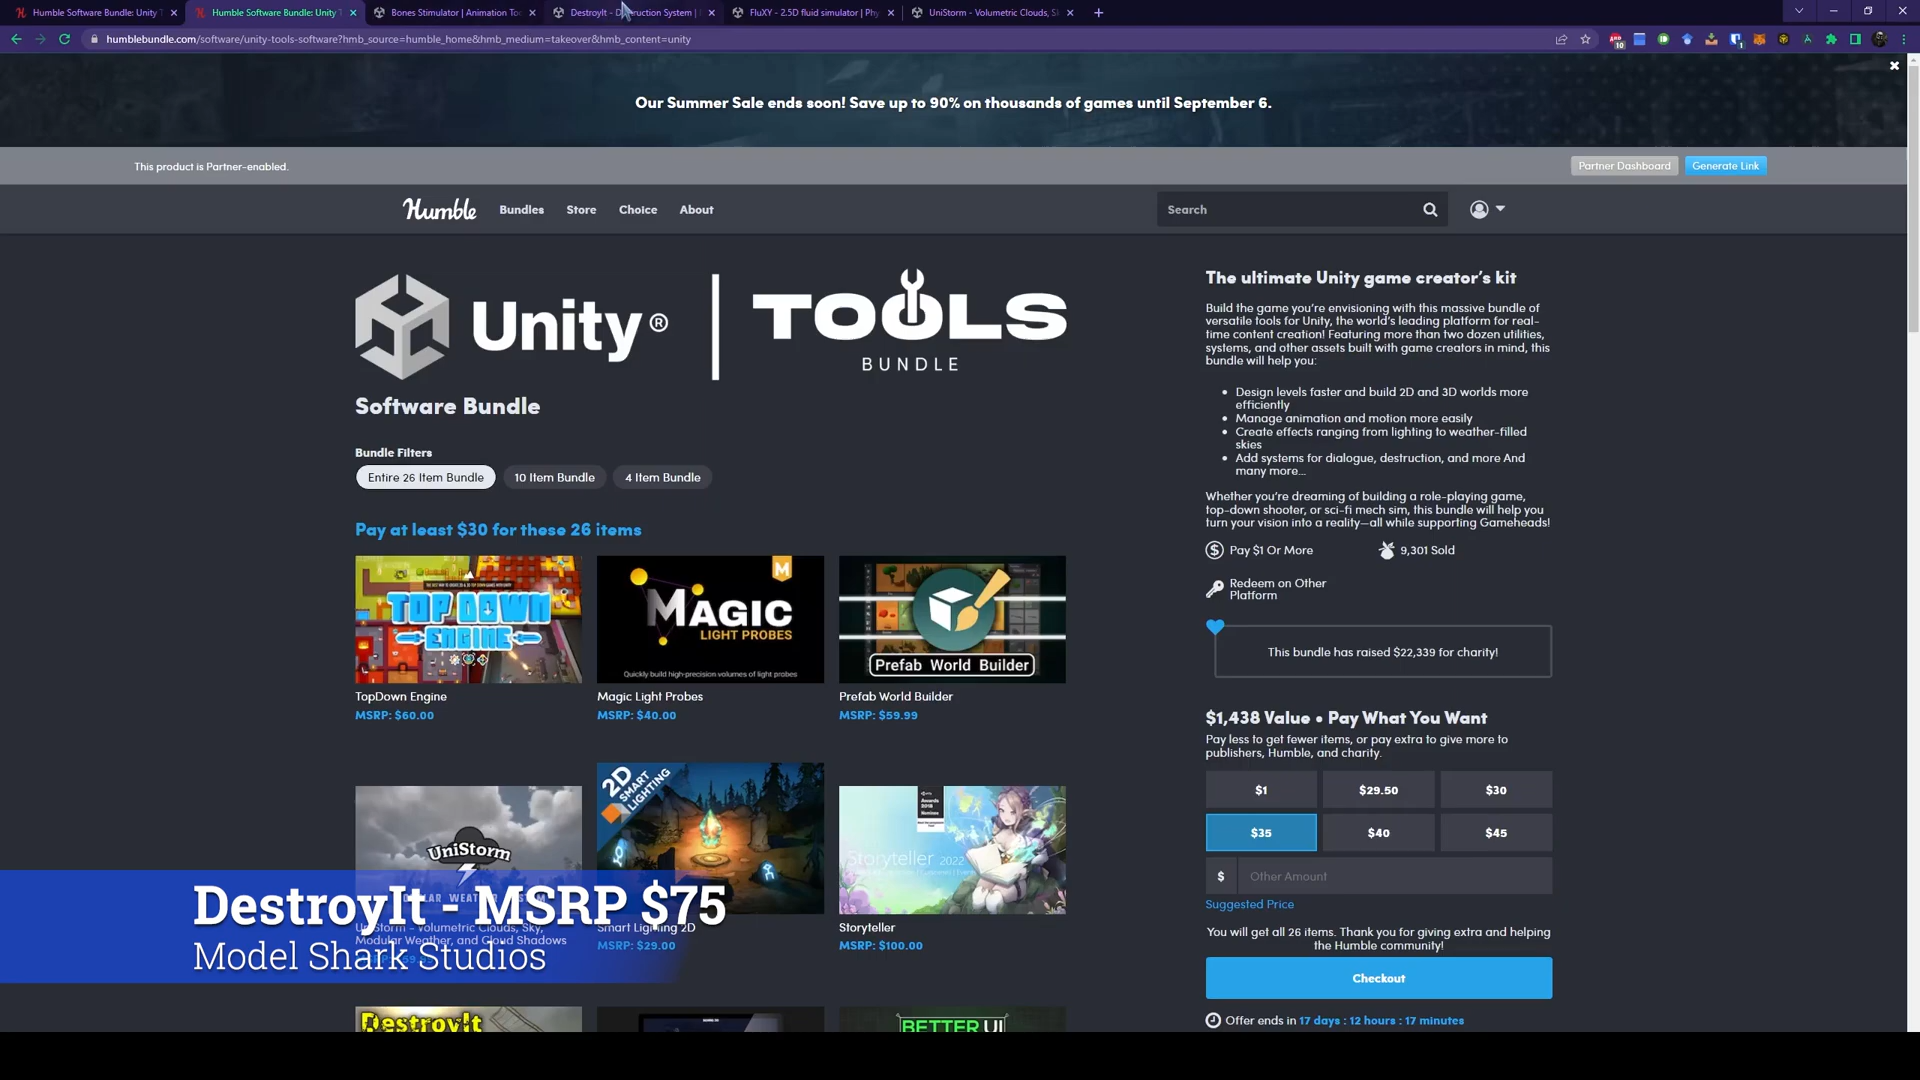 Humble Software Bundle: Unity T
Humble Software Bundle: Unity T
Bones Stimulator | Animation Too
DestroyIt - Destruction System |
FluXY - 2.5D fluid simulator | Phy
UniStorm - Volumetric Clouds, Sk
humblebundle.com/software/unity-tools-software?hmb_source=humble_home&hmb_medium=takeover&hmb_content=unity
Our Summer Sale ends soon! Save up to 90% on thousands of games until September 6.
This product is Partner-enabled.
Partner Dashboard
Generate Link
Humble
Bundles
Store
Choice
About
Search
Unity®
TOOLS
BUNDLE
Software Bundle
Bundle Filters
Entire 26 Item Bundle
10 Item Bundle
4 Item Bundle
Pay at least $30 for these 26 items
TOP DOWN
ENGINE
MAGIC
LIGHT PROBES
Quickly build high-precision volumes of light probes
Prefab World Builder
TopDown Engine
MSRP: $60.00
Magic Light Probes
MSRP: $40.00
Prefab World Builder
MSRP: $59.99
UniStorm
2D
SMART
LIGHTING
Storyteller 2022
UniStorm - Volumetric Clouds, Sky,
Modular Weather, and Cloud Shadows
Smart Lighting 2D
MSRP: $29.00
Storyteller
MSRP: $100.00
DestroyIt
BETTER UI
DestroyIt - MSRP $75
Model Shark Studios
The ultimate Unity game creator's kit
Build the game you're envisioning with this massive bundle of
versatile tools for Unity, the world's leading platform for real-
time content creation! Featuring more than two dozen utilities,
systems, and other assets built with game creators in mind, this
bundle will help you:
Design levels faster and build 2D and 3D worlds more
efficiently
Manage animation and motion more easily
Create effects ranging from lighting to weather-filled
skies
Add systems for dialogue, destruction, and more And
many more...
Whether you're dreaming of building a role-playing game,
top-down shooter, or sci-fi mech sim, this bundle will help you
turn your vision into a reality—all while supporting Gameheads!
Pay $1 Or More
9,301 Sold
Redeem on Other
Platform
This bundle has raised $22,339 for charity!
$1,438 Value • Pay What You Want
Pay less to get fewer items, or pay extra to give more to
publishers, Humble, and charity.
$1
$29.50
$30
$35
$40
$45
$
Other Amount
Suggested Price
You will get all 26 items. Thank you for giving extra and helping
the Humble community!
Checkout
Offer ends in 17 days : 12 hours : 17 minutes